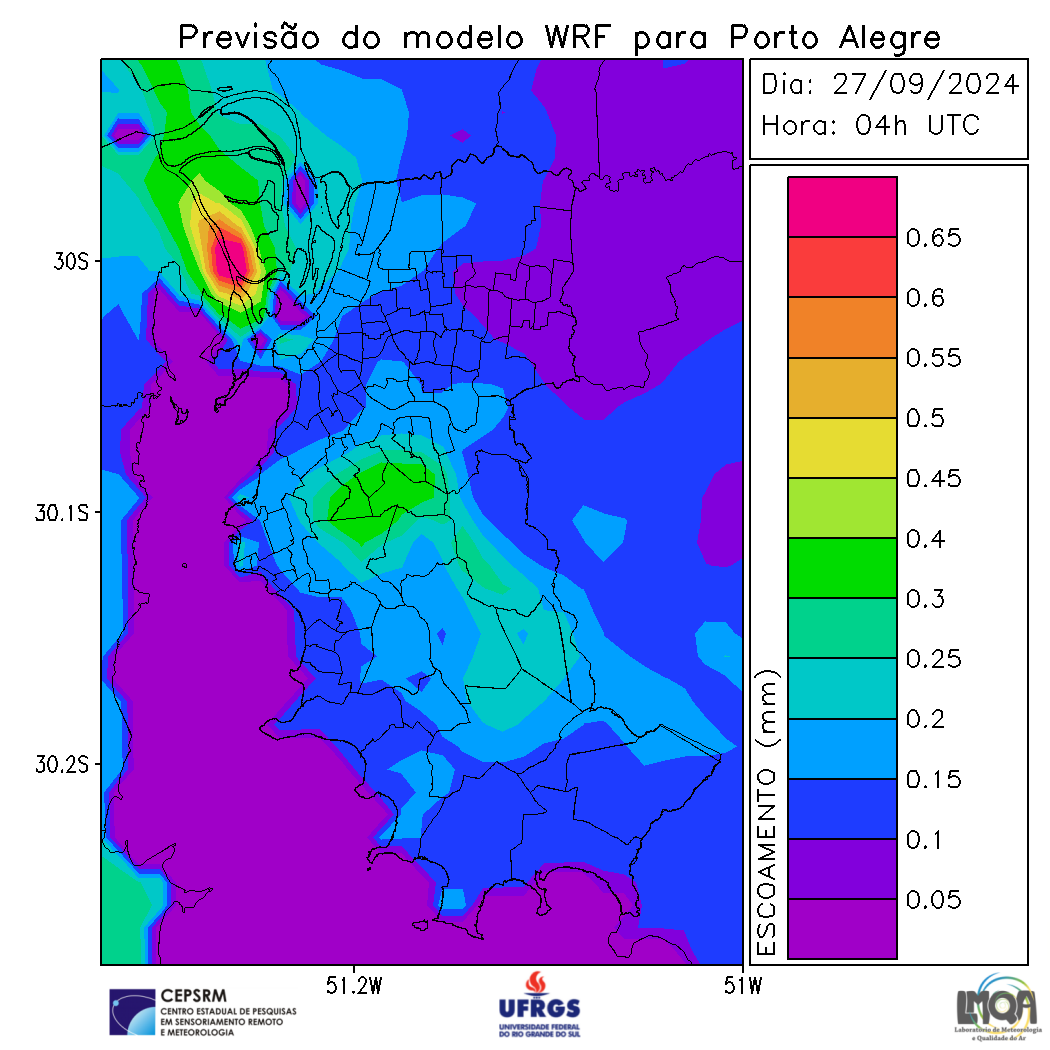 Previsão do modelo WRF para Porto Alegre
Dia: 27/09/2024
Hora: 04h UTC
30S
30.1S
30.2S
51.2W
51W
ESCOAMENTO (mm)
0.65
0.6
0.55
0.5
0.45
0.4
0.3
0.25
0.2
0.15
0.1
0.05
CEPSRM
CENTRO ESTADUAL DE PESQUISAS
EM SENSORIAMENTO REMOTO
E METEOROLOGIA
UFRGS
UNIVERSIDADE FEDERAL
DO RIO GRANDE DO SUL
LMQA
Laboratório de Meteorologia
e Qualidade do Ar